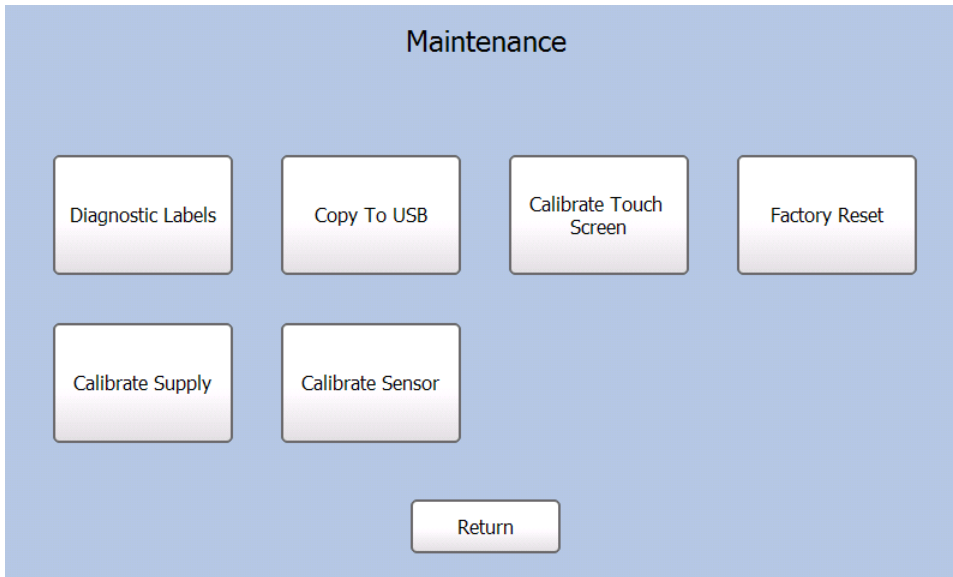 Maintenance
Diagnostic Labels
Copy To USB
Calibrate Touch
Screen
Factory Reset
Calibrate Supply
Calibrate Sensor
Return